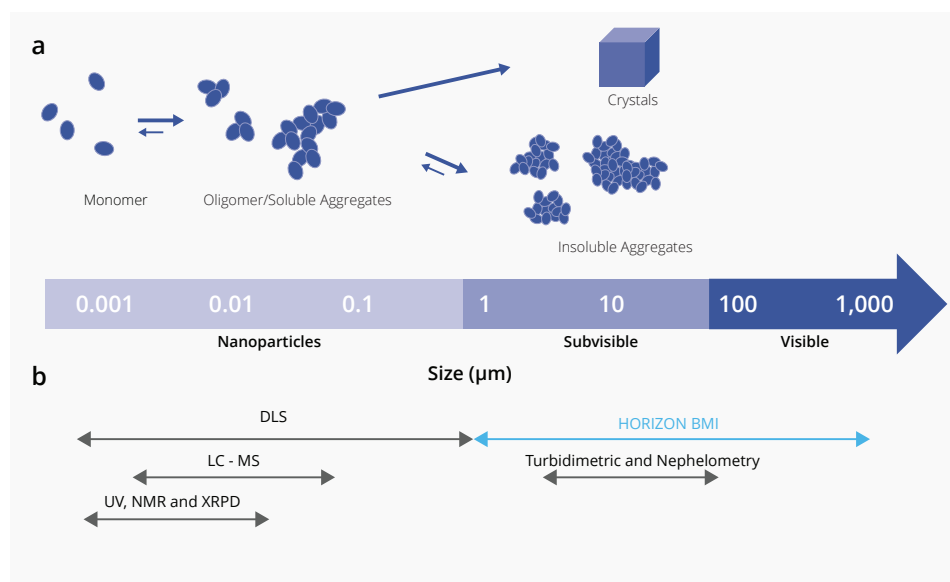 a
Crystals
Monomer
Oligomer/Soluble Aggregates
Insoluble Aggregates
0.001 0.01 0.1 1 10 100 1,000
Nanoparticles Subvisible Visible
Size (µm)
b
DLS
HORIZON BMI
LC - MS
Turbidimetric and Nephelometry
UV, NMR and XRPD